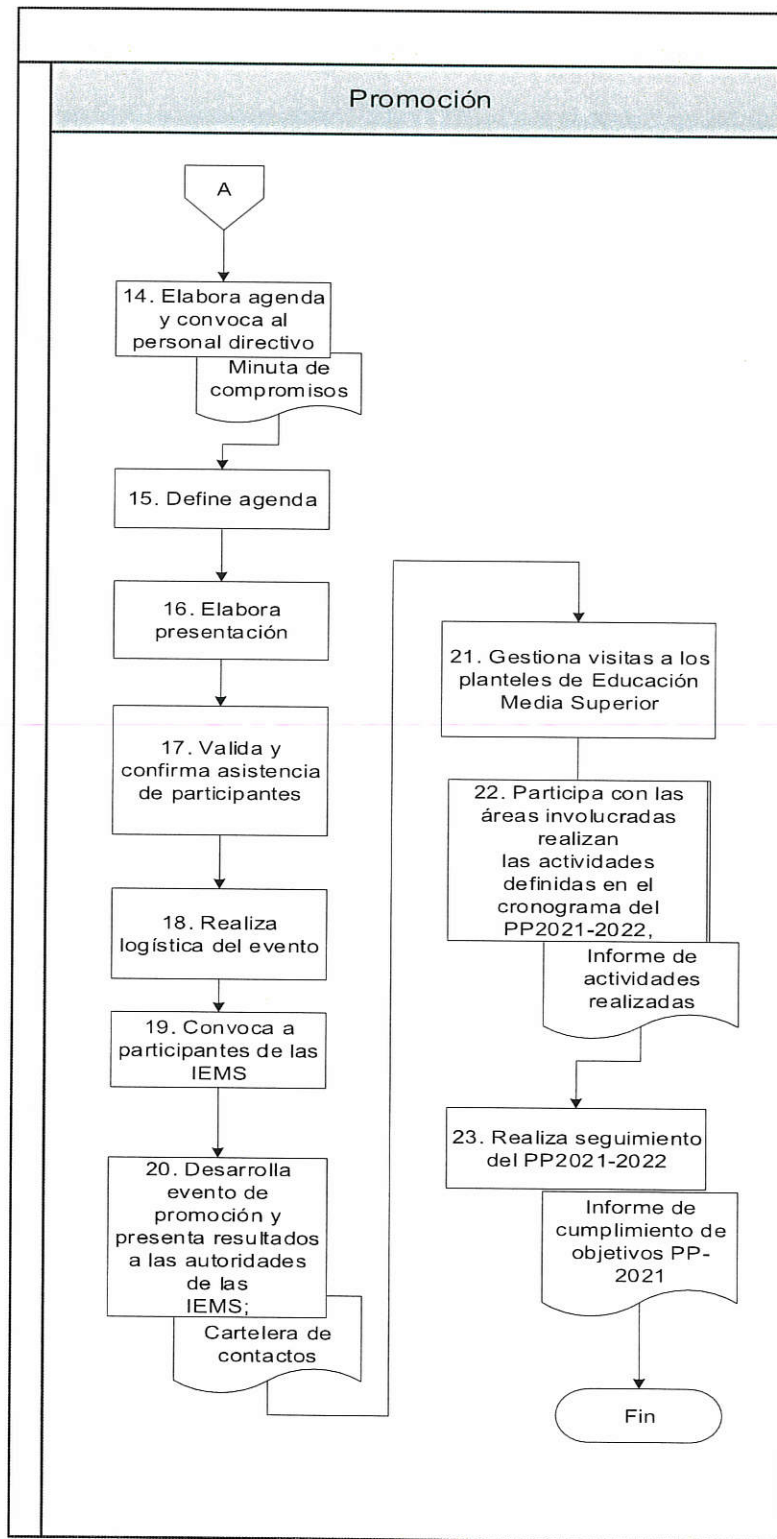 Promoción
A
14. Elabora agenda
y convoca al
personal directivo
Minuta de
compromisos
15. Define agenda
16. Elabora
presentación
17. Valida y
confirma asistencia
de participantes
18. Realiza
logística del evento
19. Convoca a
participantes de las
IEMS
20. Desarrolla
evento de
promoción y
presenta resultados
a las autoridades
de las
IEMS;
Cartelera de
contactos
21. Gestiona visitas a los
planteles de Educación
Media Superior
22. Participa con las
áreas involucradas
realizan
las actividades
definidas en el
cronograma del
PP2021-2022,
Informe de
actividades
realizadas
23. Realiza seguimiento
del PP2021-2022
Informe de
cumplimiento de
objetivos PP-
2021
Fin